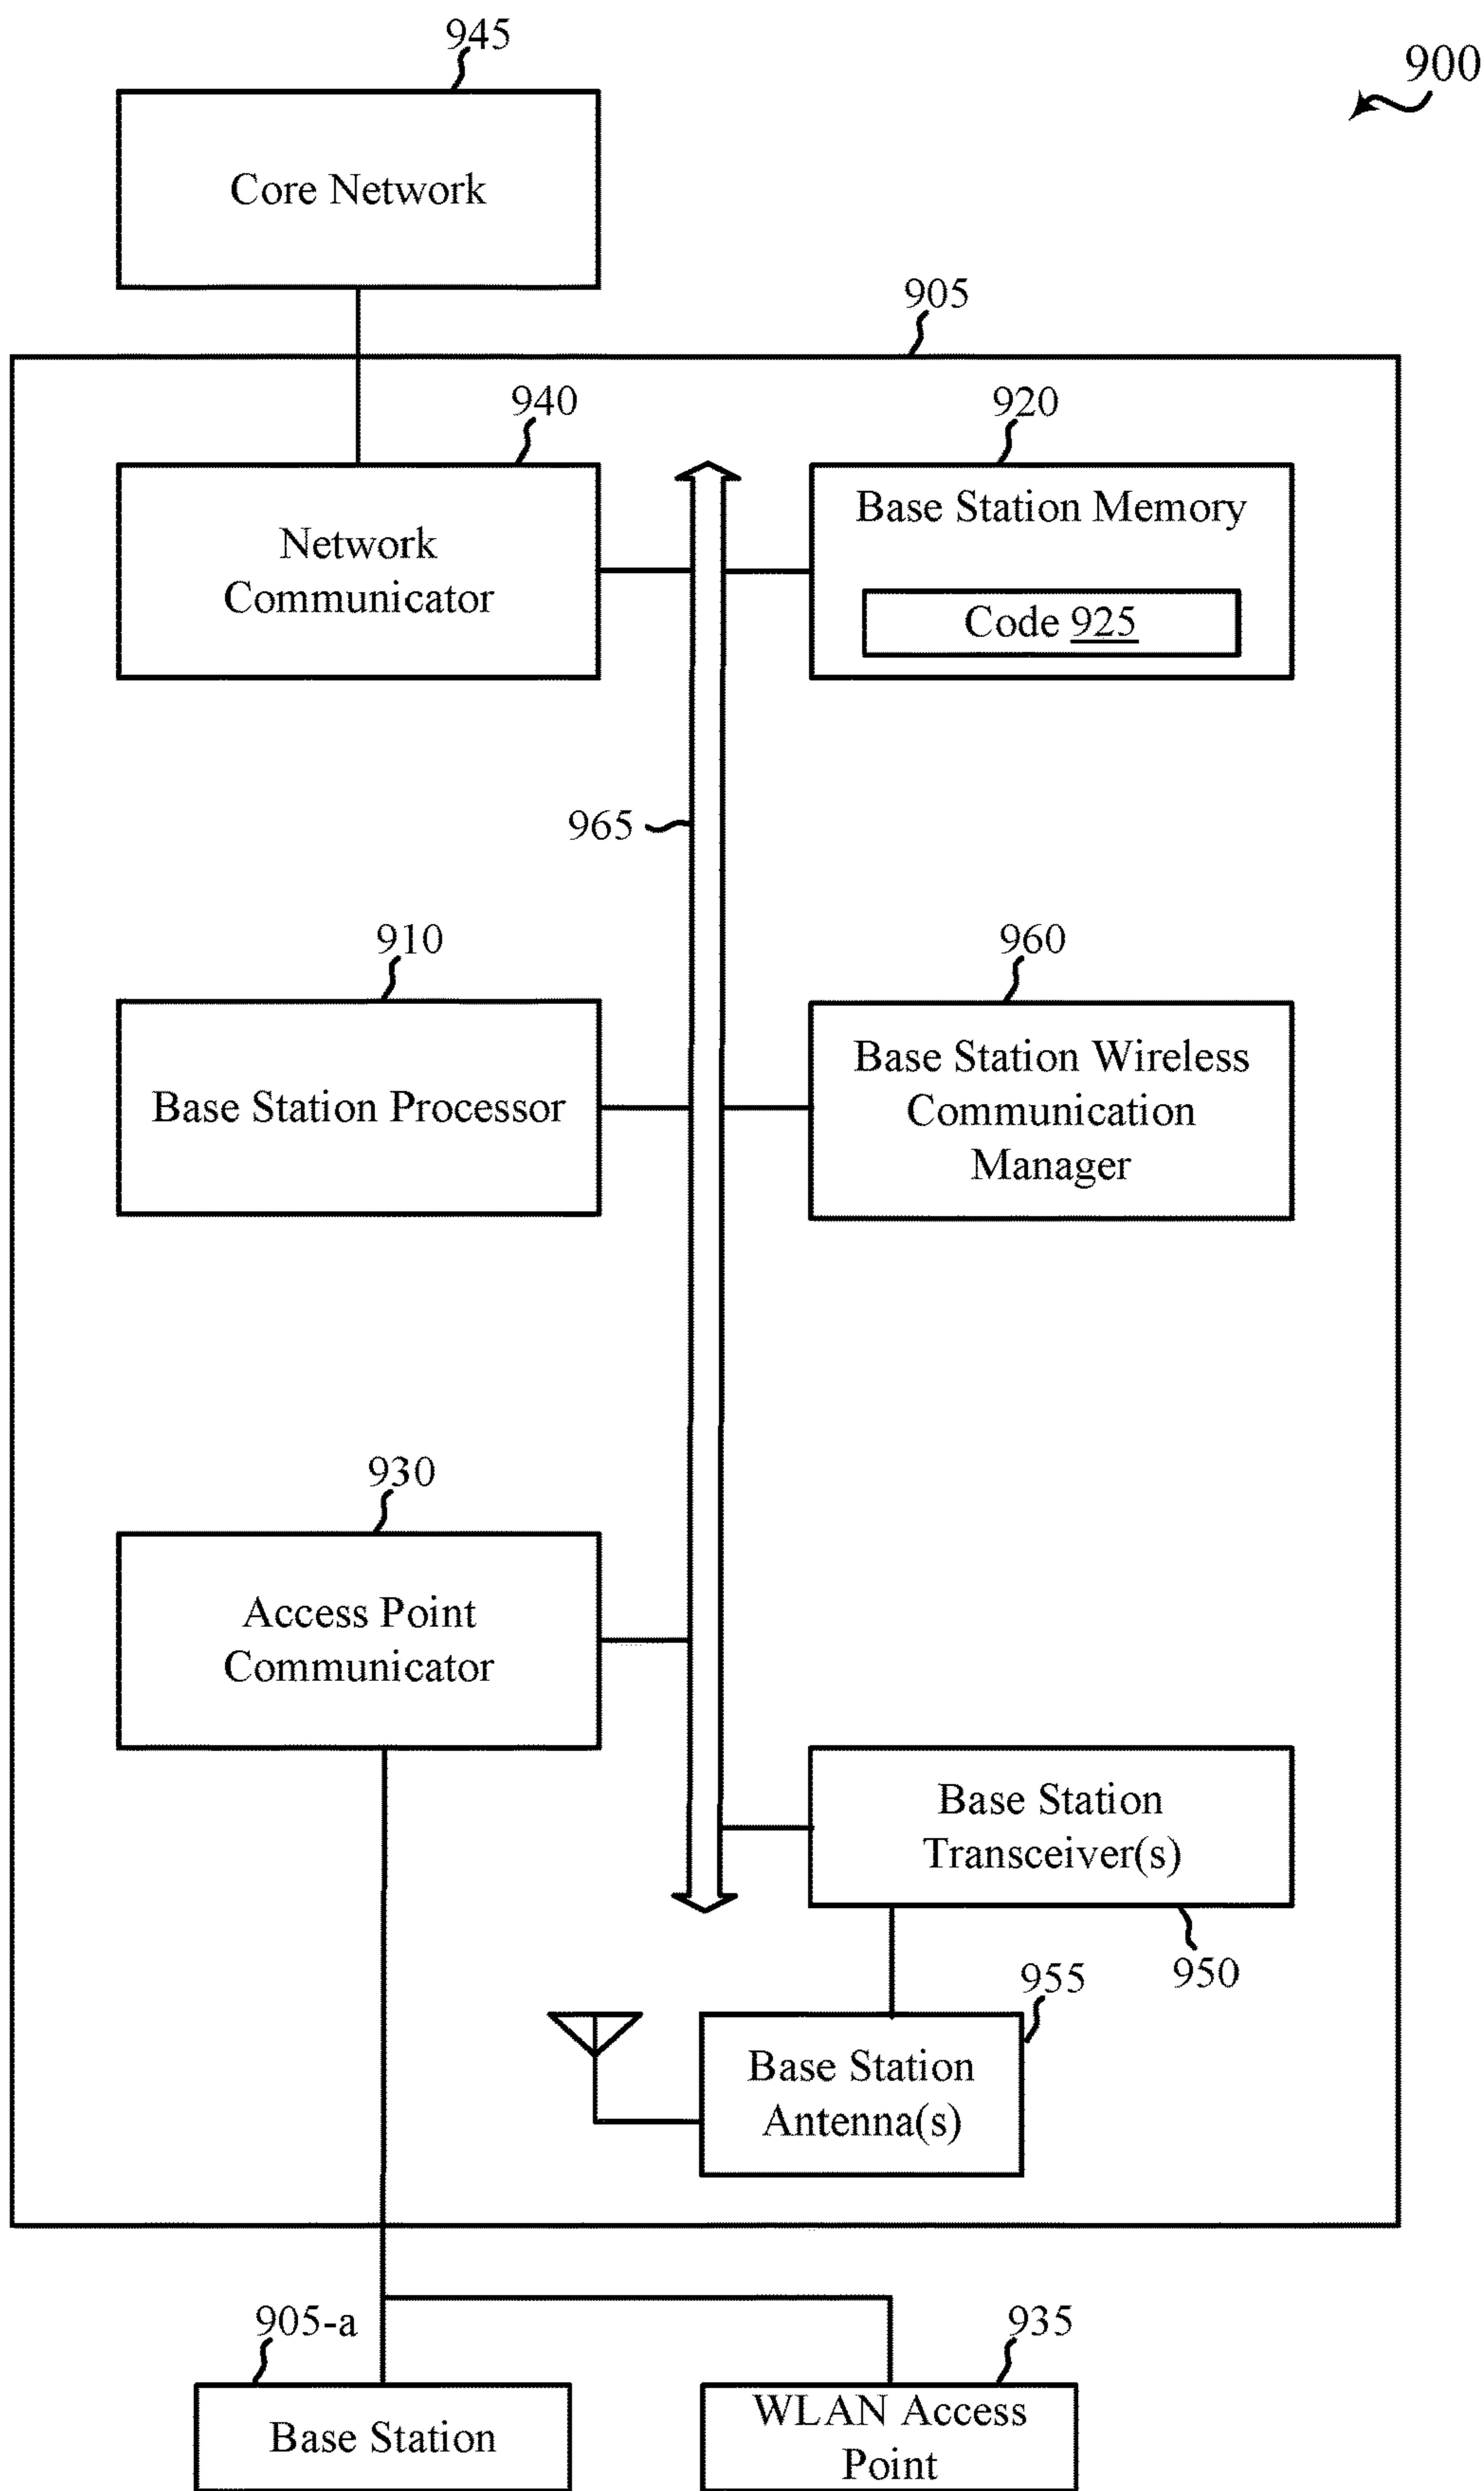 945
900
Core Network
905
940
920
Network
Communicator
Base Station Memory
Code 925
965
910
960
Base Station Processor
Base Station Wireless
Communication
Manager
930
Access Point
Communicator
Base Station
Transceiver(s)
950
955
Base Station
Antenna(s)
905-a
935
Base Station
WLAN Access
Point